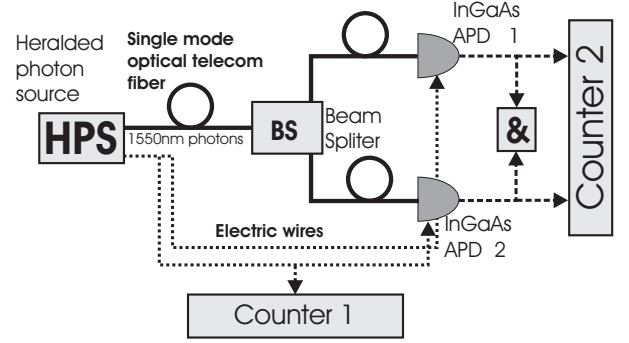 Heralded
photon
source
HPS
Single mode
optical telecom
fiber
1550nm photons
BS
Beam
Spliter
InGaAs
APD 1
&
InGaAs
APD 2
Counter 2
Electric wires
Counter 1